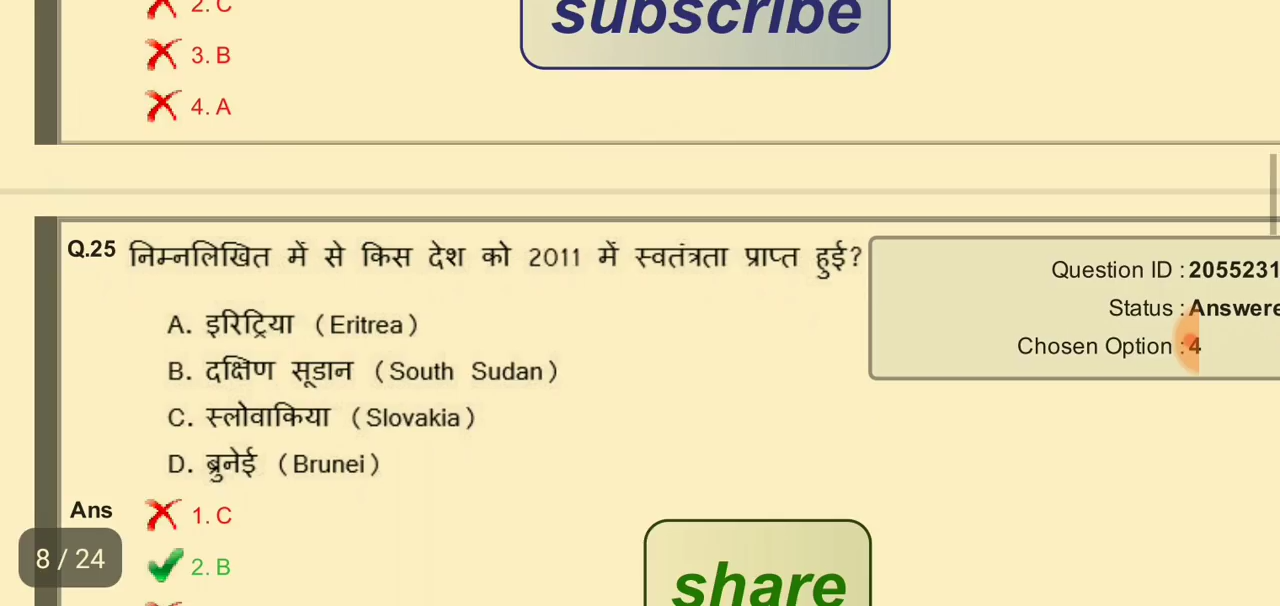 2. C
subscribe
3. B
4. A
Q.25 निम्नलिखित में से किस देश को 2011 में स्वतंत्रता प्राप्त हुई?
Question ID : 2055231
Status : Answere
Chosen Option : 4
A. इरिट्रिया (Eritrea)
B. दक्षिण सूडान (South Sudan)
C. स्लोवाकिया (Slovakia)
D. ब्रुनेई (Brunei)
Ans 1. C
2. B
8 / 24
share